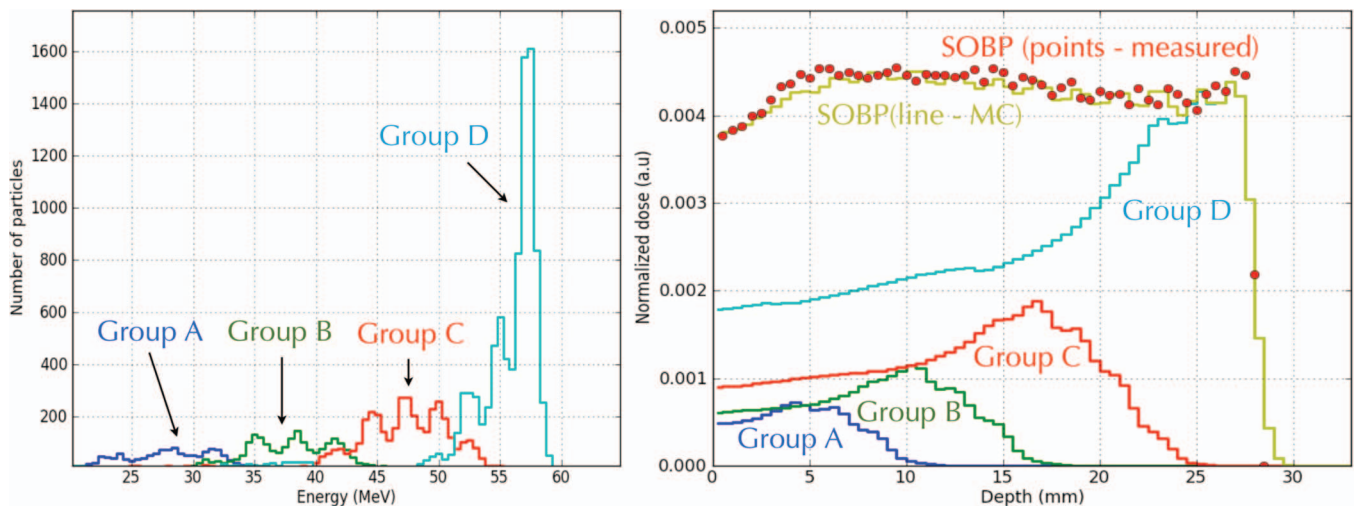 1600
1400
1200
1000
800
600
400
200
Number of particles
Group D
Group A
Group B
Group C
25 30 35 40 45 50 55 60
Energy (MeV)
0.005
0.004
0.003
0.002
0.001
0.000
Normalized dose (a.u)
SOBP (points - measured)
SOBP(line - MC)
Group D
Group C
Group B
Group A
0 5 10 15 20 25 30
Depth (mm)